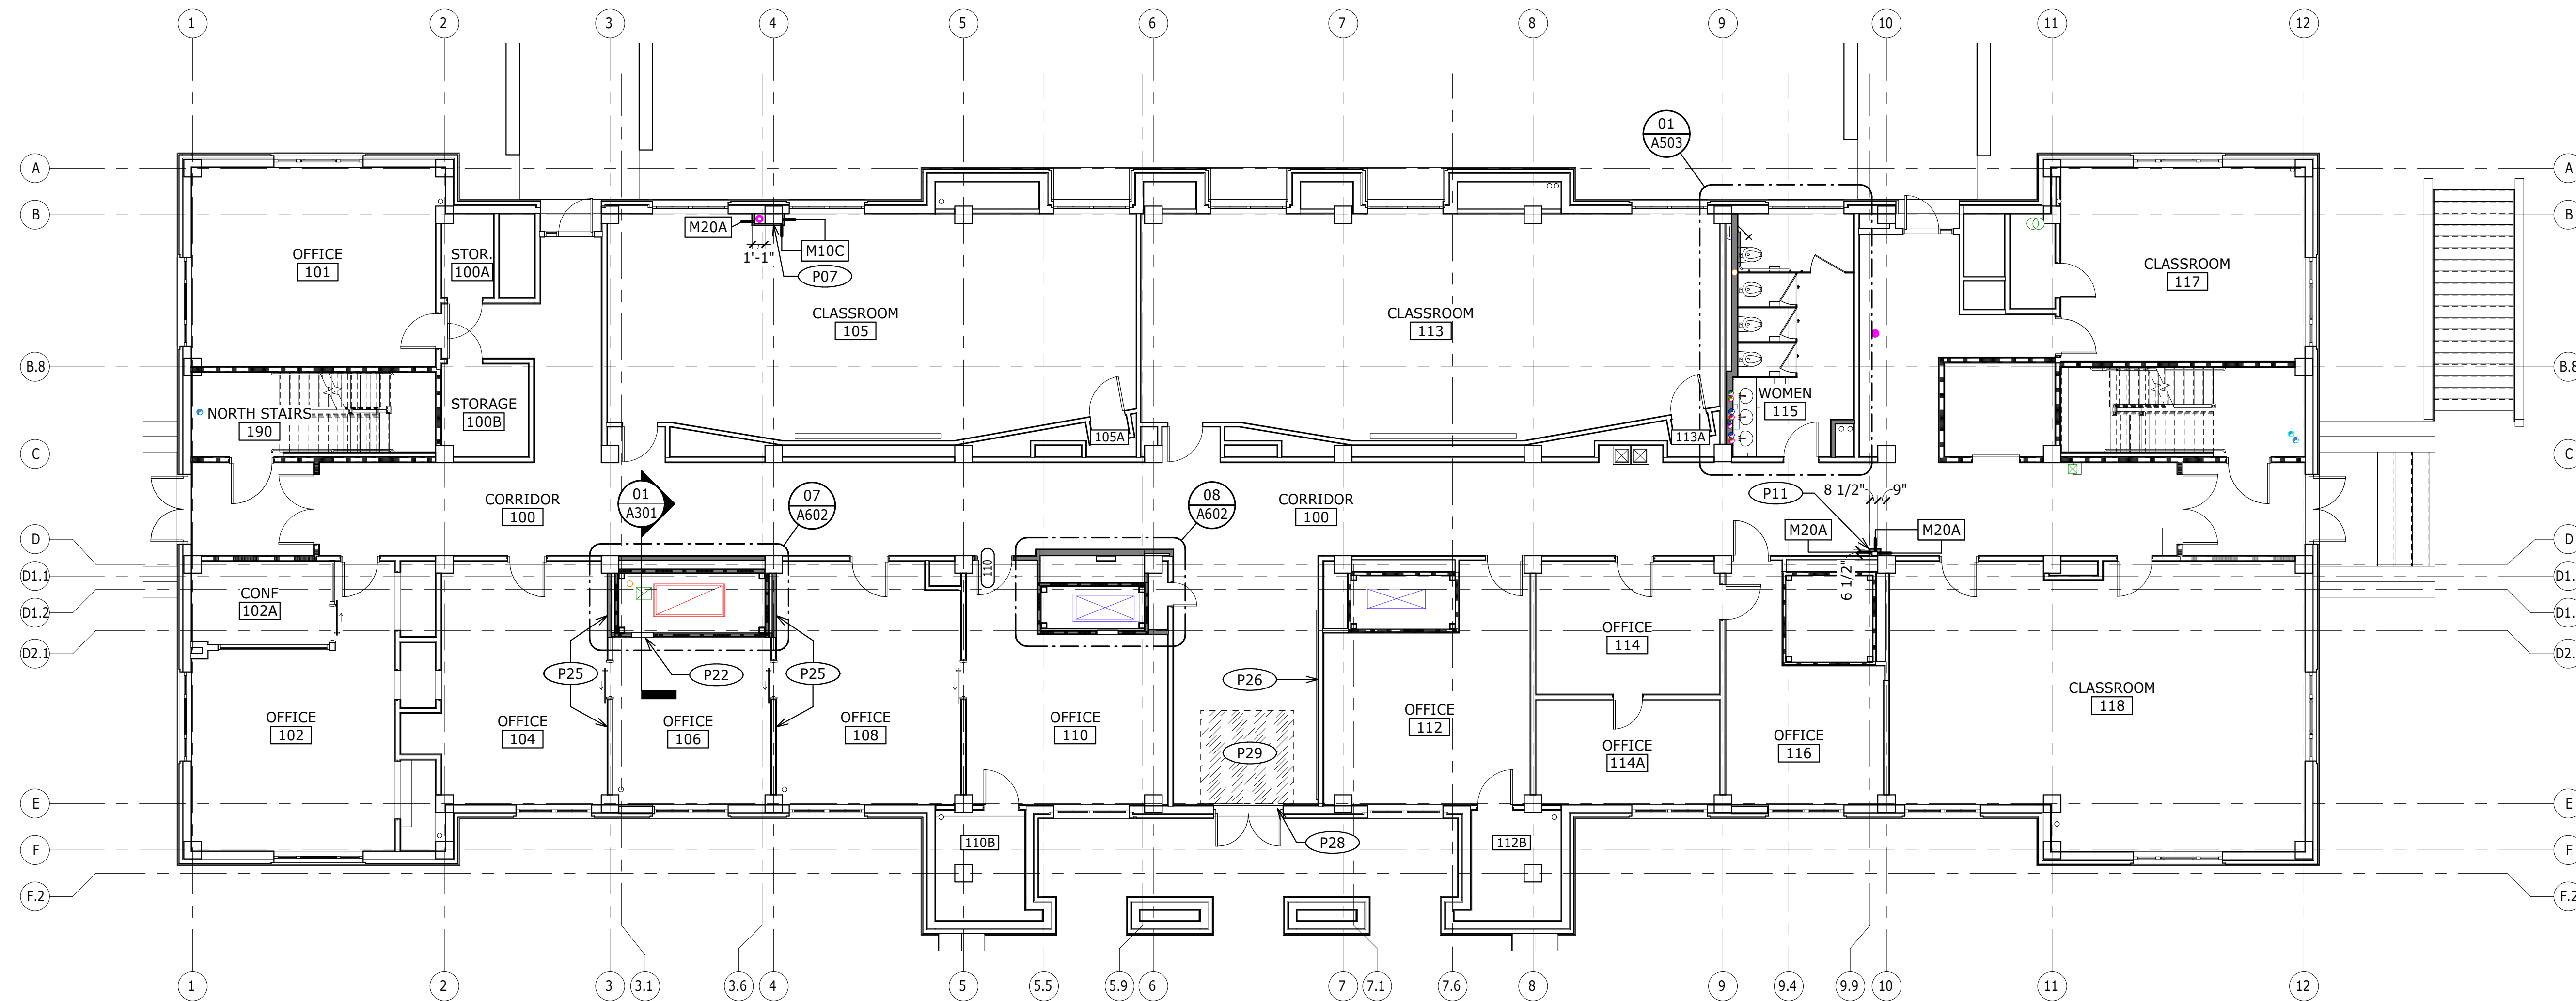 1 2 3 4 5 6 7 8 9 10 11 12
01
A503
A A
B B
M20A
M10C
1'-1"
P07
OFFICE
101
STOR.
100A
CLASSROOM
105
CLASSROOM
113
CLASSROOM
117
B.8 B.8
NORTH STAIRS
190
STORAGE
100B
105A
113A
WOMEN
115
C C
CORRIDOR
100
01
A301
07
A602
08
A602
CORRIDOR
100
P11
8 1/2" 9"
M20A
M20A
6 1/2"
D D
D1.1 D1.
D1.2 D1.
D2.1 D2.
CONF
102A
110
P25
P22
P25
P26
OFFICE
102
OFFICE
104
OFFICE
106
OFFICE
108
OFFICE
110
P29
OFFICE
112
OFFICE
114
OFFICE
114A
OFFICE
116
CLASSROOM
118
E E
P28
110B
112B
F F
F.2 F.2
1 2 3 3.1 3.6 4 5 5.5 5.9 6 7 7.1 7.6 8 9 9.4 9.9 10 11 12